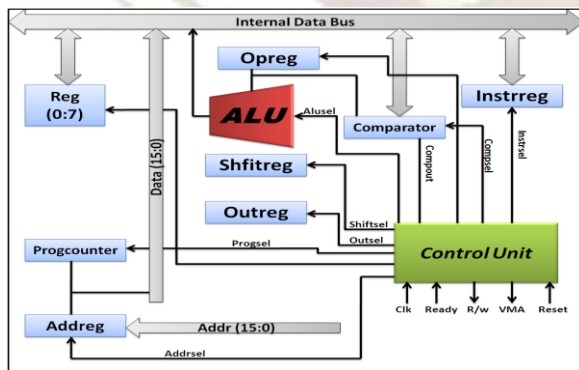 Internal Data Bus
Opreg
Reg
(0:7)
ALU
Alusel
Comparator
Instrreg
Data (15:0)
Compout
Compsel
Instrsel
Shfitreg
Shiftsel
Outreg
Outsel
Progcounter
Progsel
Control Unit
Clk
Ready
R/w
VMA
Reset
Addreg
Addr (15:0)
Addrsel